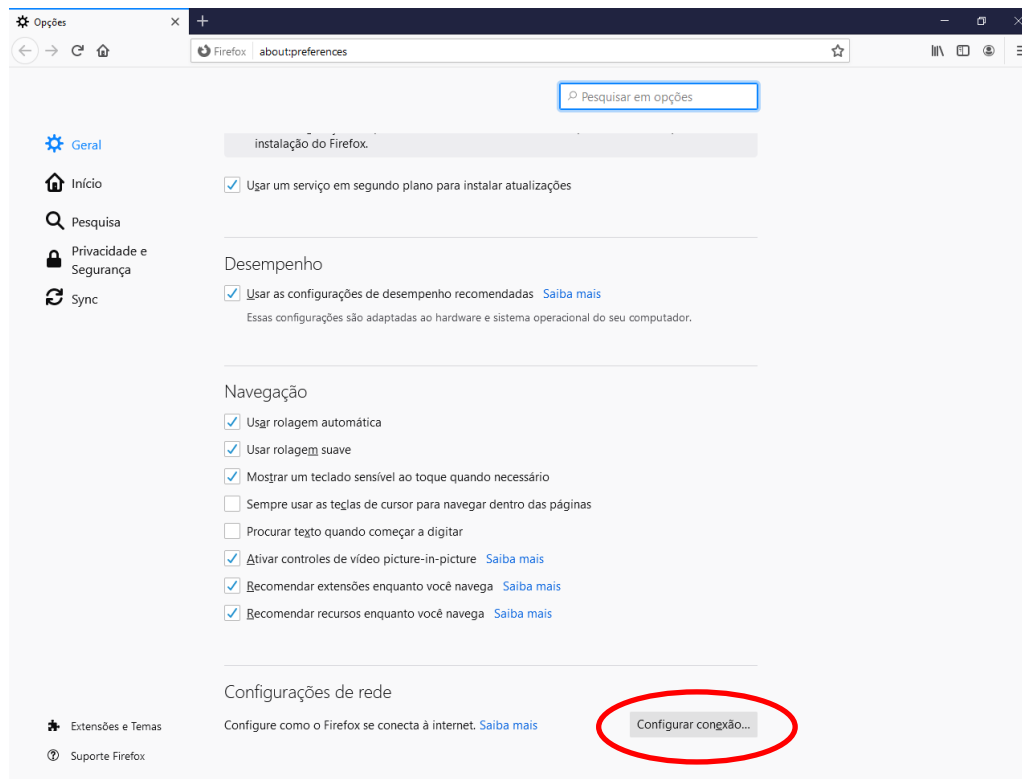 Opções
Firefox about:preferences
Pesquisar em opções
Geral
Início
Pesquisa
Privacidade e
Segurança
Sync
instalação do Firefox.
Usar um serviço em segundo plano para instalar atualizações
Desempenho
Usar as configurações de desempenho recomendadas Saiba mais
Essas configurações são adaptadas ao hardware e sistema operacional do seu computador.
Navegação
Usar rolagem automática
Usar rolagem suave
Mostrar um teclado sensível ao toque quando necessário
Sempre usar as teclas de cursor para navegar dentro das páginas
Procurar texto quando começar a digitar
Ativar controles de vídeo picture-in-picture Saiba mais
Recomendar extensões enquanto você navega Saiba mais
Recomendar recursos enquanto você navega Saiba mais
Configurações de rede
Configure como o Firefox se conecta à internet. Saiba mais
Configurar conexão...
Extensões e Temas
Suporte Firefox